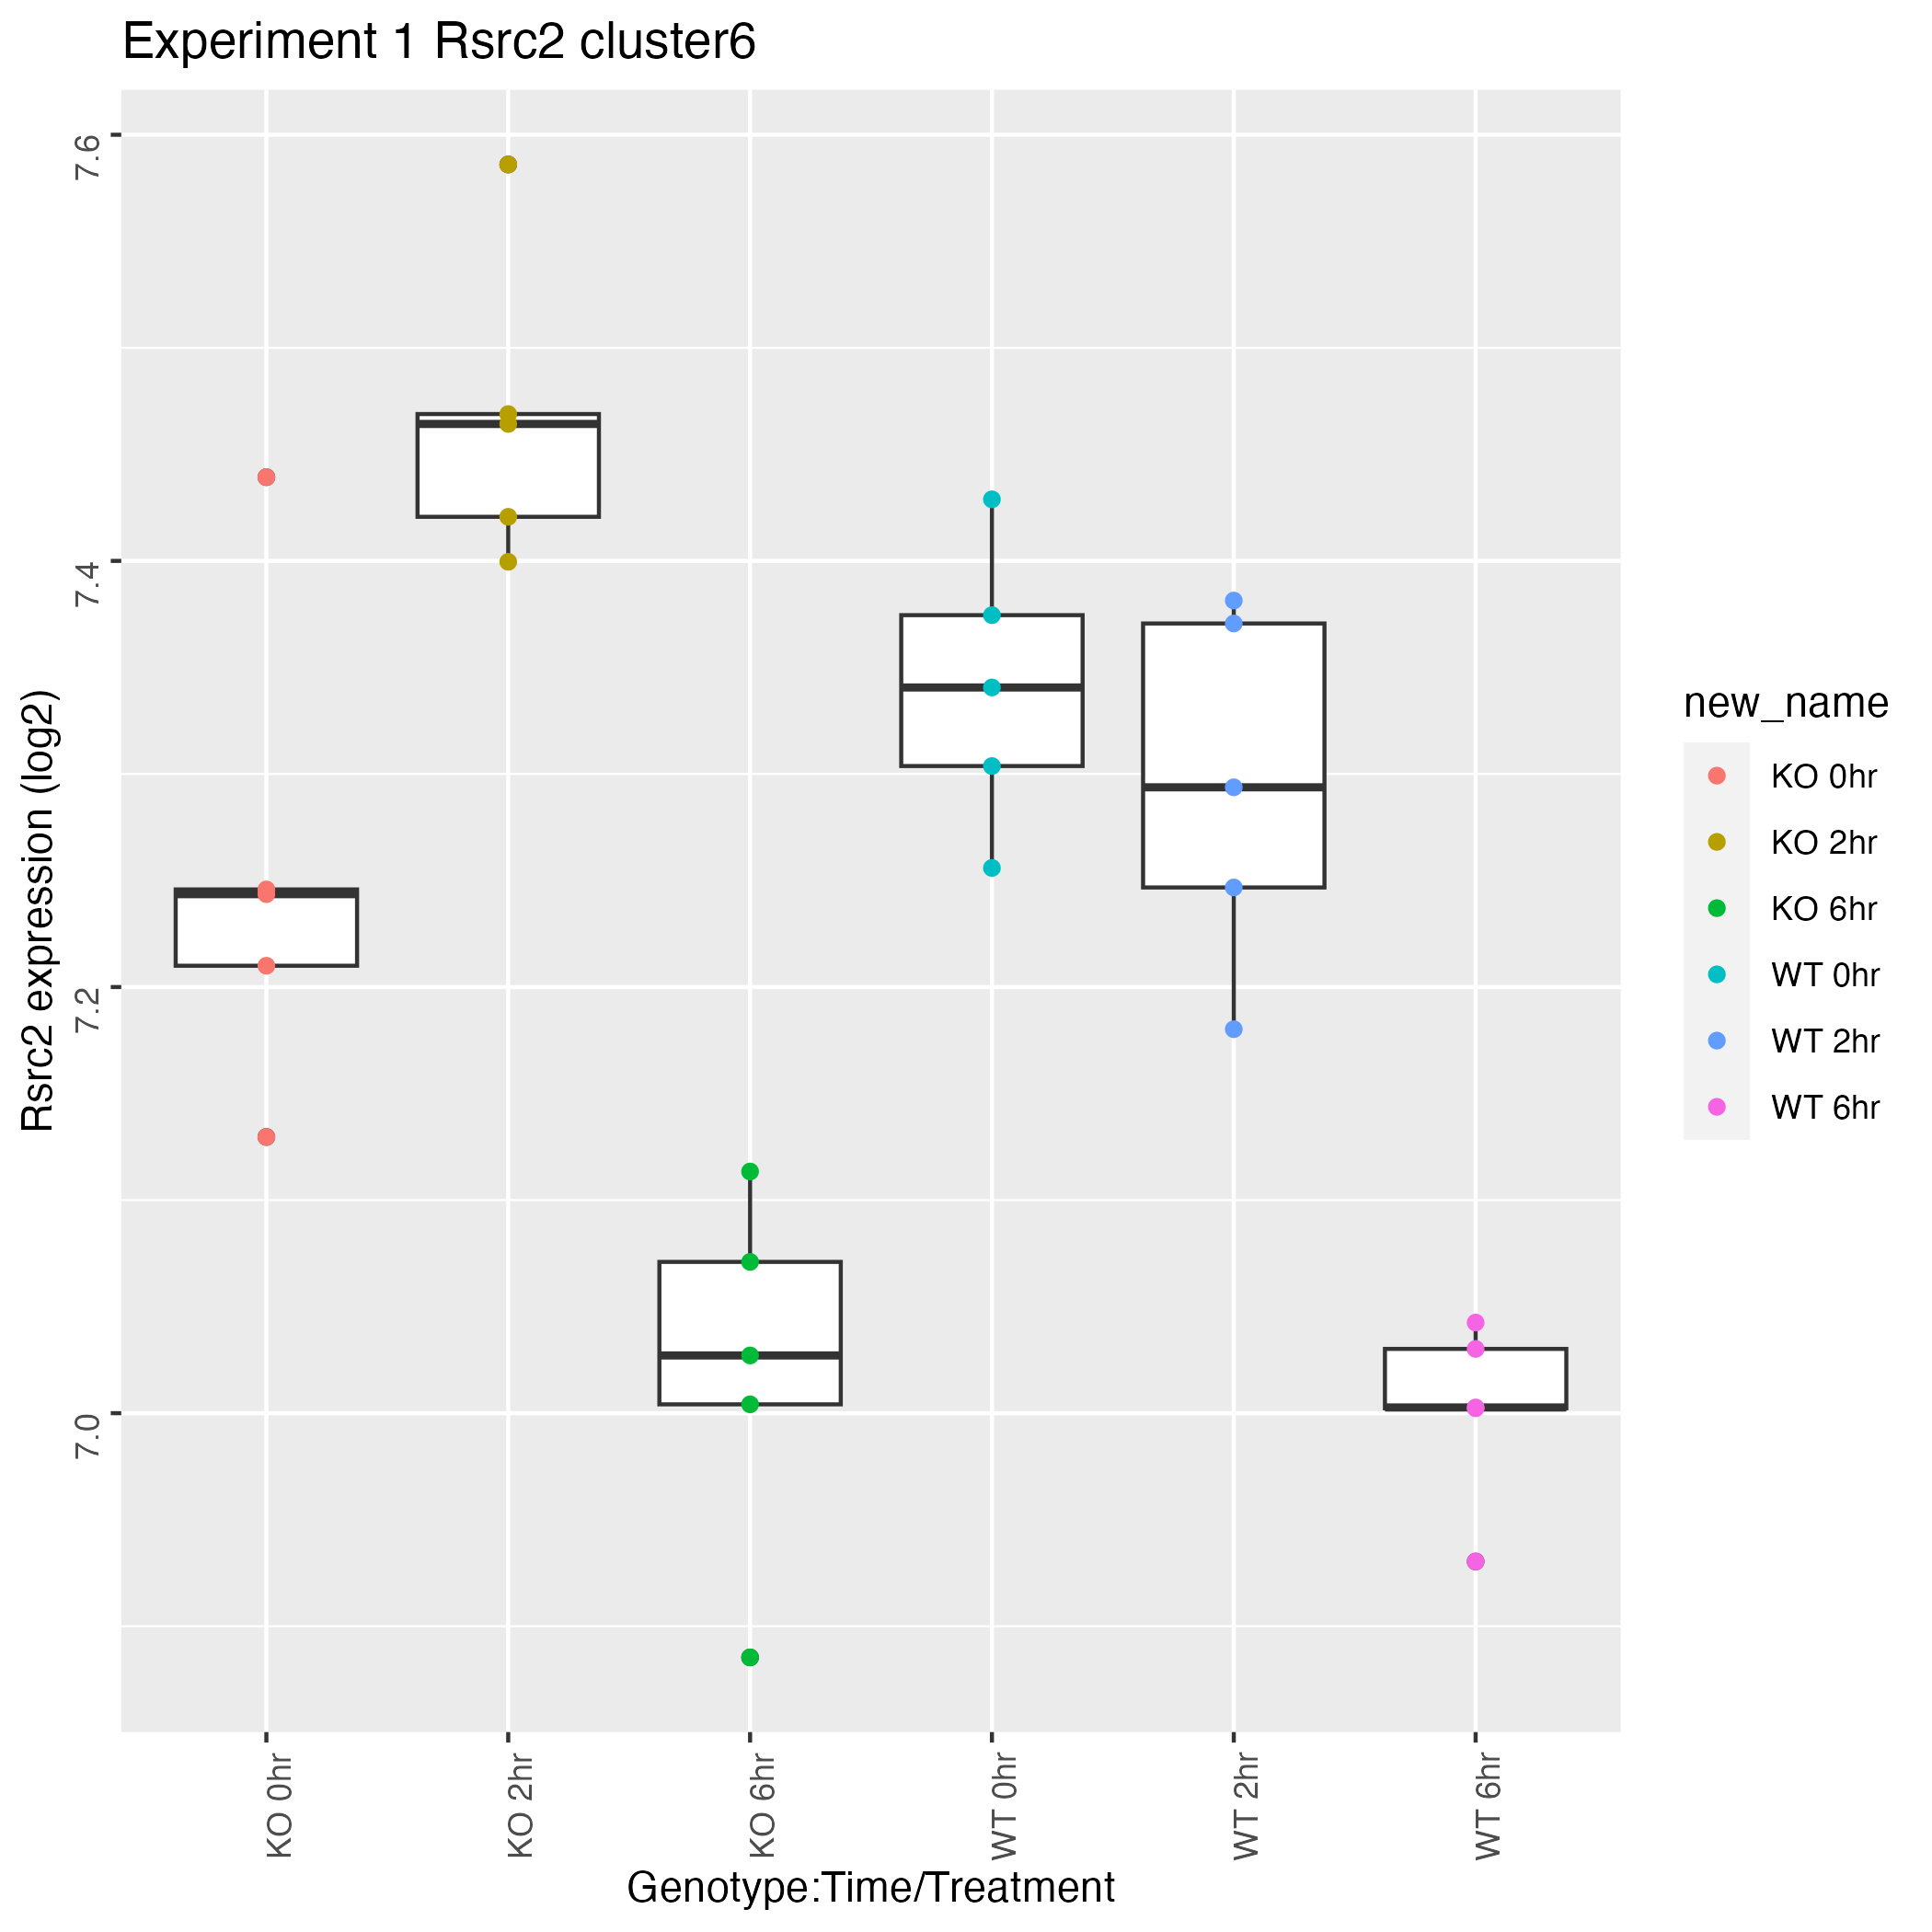 Experiment 1 Rsrc2 cluster6
Rsrc2 expression (log2)
7.6
7.4
7.2
7.0
KO 0hr
KO 2hr
KO 6hr
WT 0hr
WT 2hr
WT 6hr
Genotype:Time/Treatment
new_name
KO 0hr
KO 2hr
KO 6hr
WT 0hr
WT 2hr
WT 6hr